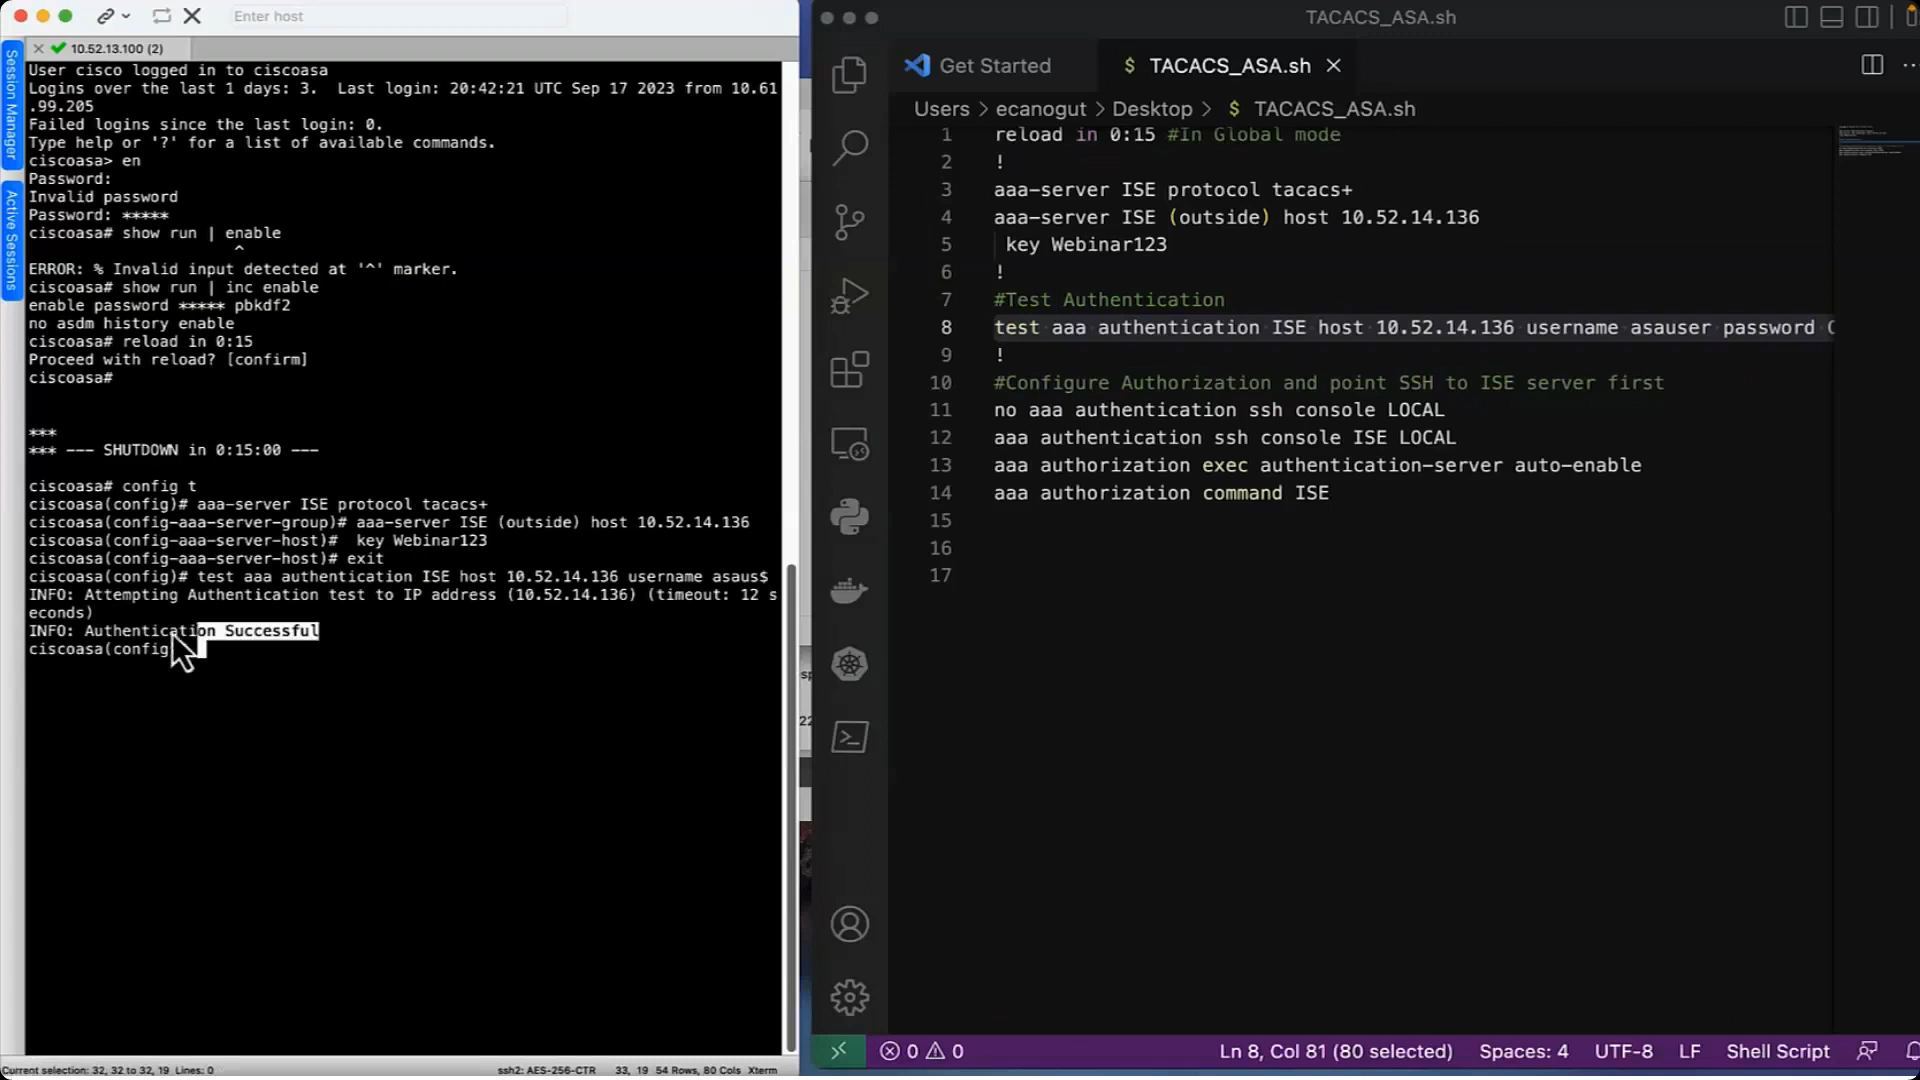 Enter host
10.52.13.100 (2)
Session Manager
Active Sessions
User cisco logged in to ciscoasa
Logins over the last 1 days: 3.  Last login: 20:42:21 UTC Sep 17 2023 from 10.61
.99.205
Failed logins since the last login: 0.
Type help or '?' for a list of available commands.
ciscoasa> en
Password:
Invalid password
Password: *****
ciscoasa# show run | enable
^
ERROR: % Invalid input detected at '^' marker.
ciscoasa# show run | inc enable
enable password ***** pbkdf2
no asdm history enable
ciscoasa# reload in 0:15
Proceed with reload? [confirm]
ciscoasa#
***
*** --- SHUTDOWN in 0:15:00 ---
ciscoasa# config t
ciscoasa(config)# aaa-server ISE protocol tacacs+
ciscoasa(config-aaa-server-group)# aaa-server ISE (outside) host 10.52.14.136
ciscoasa(config-aaa-server-host)#  key Webinar123
ciscoasa(config-aaa-server-host)# exit
ciscoasa(config)# test aaa authentication ISE host 10.52.14.136 username asaus$
INFO: Attempting Authentication test to IP address (10.52.14.136) (timeout: 12 s
econds)
INFO: Authentication Successful
ciscoasa(config
Current selection: 32, 32 to 32, 19  Lines: 0
ssh2: AES-256-CTR
33, 19  54 Rows, 80 Cols  Xterm
TACACS_ASA.sh
Get Started
$ TACACS_ASA.sh
Users > ecanogut > Desktop > $ TACACS_ASA.sh
1 reload in 0:15 #In Global mode
2 !
3 aaa-server ISE protocol tacacs+
4 aaa-server ISE (outside) host 10.52.14.136
5  key Webinar123
6 !
7 #Test Authentication
8 test aaa authentication ISE host 10.52.14.136 username asauser password
9 !
10 #Configure Authorization and point SSH to ISE server first
11 no aaa authentication ssh console LOCAL
12 aaa authentication ssh console ISE LOCAL
13 aaa authorization exec authentication-server auto-enable
14 aaa authorization command ISE
15
16
17
0 0
Ln 8, Col 81 (80 selected)
Spaces: 4
UTF-8
LF
Shell Script